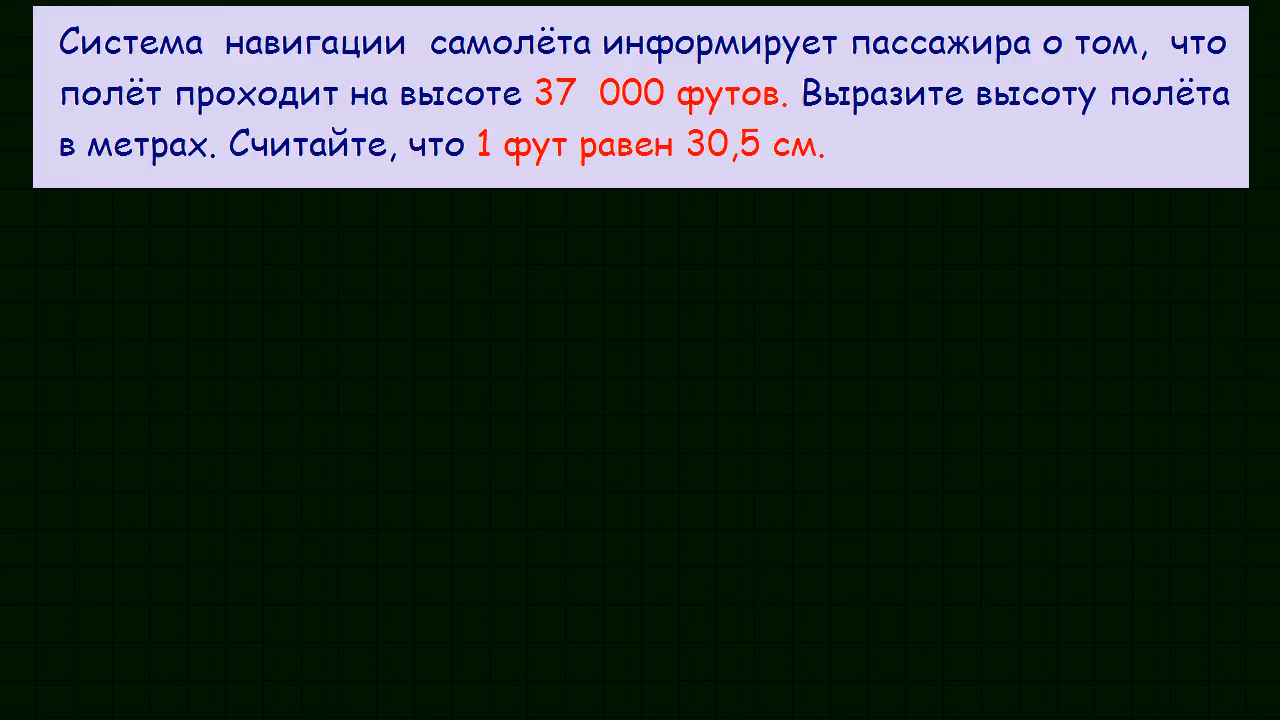 Система навигации самолёта информирует пассажира о том, что
полёт проходит на высоте 37 000 футов. Выразите высоту полёта
в метрах. Считайте, что 1 фут равен 30,5 см.